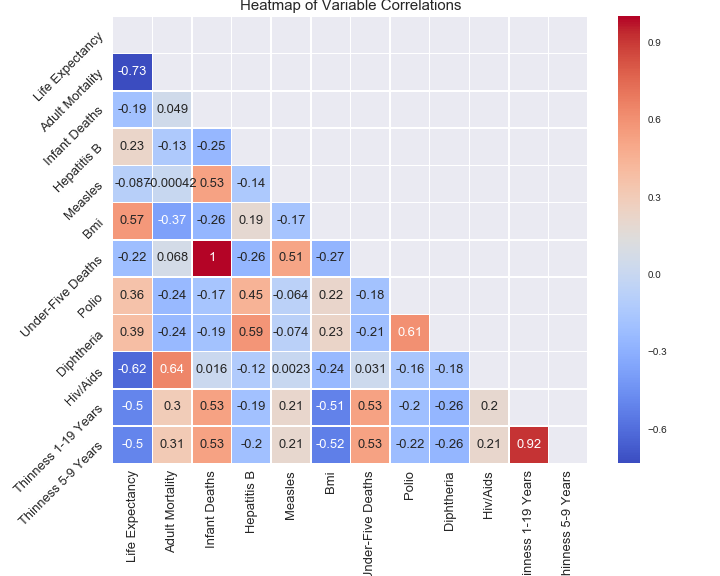 Heatmap of Variable Correlations
Life Expectancy
Adult Mortality -0.73
Infant Deaths -0.19 0.049
Hepatitis B 0.23 -0.13 -0.25
Measles -0.087 -0.00042 0.53 -0.14
Bmi 0.57 -0.37 -0.26 0.19 -0.17
Under-Five Deaths -0.22 0.068 1 -0.26 0.51 -0.27
Polio 0.36 -0.24 -0.17 0.45 -0.064 0.22 -0.18
Diphtheria 0.39 -0.24 -0.19 0.59 -0.074 0.23 -0.21 0.61
Hiv/Aids -0.62 0.64 0.016 -0.12 0.0023 -0.24 0.031 -0.16 -0.18
Thinness 1-19 Years -0.5 0.3 0.53 -0.19 0.21 -0.51 0.53 -0.2 -0.26 0.2
Thinness 5-9 Years -0.5 0.31 0.53 -0.2 0.21 -0.52 0.53 -0.22 -0.26 0.21 0.92
Life Expectancy
Adult Mortality
Infant Deaths
Hepatitis B
Measles
Bmi
Under-Five Deaths
Polio
Diphtheria
Hiv/Aids
inness 1-19 Years
hinness 5-9 Years
0.9
0.6
0.3
0.0
−0.3
−0.6